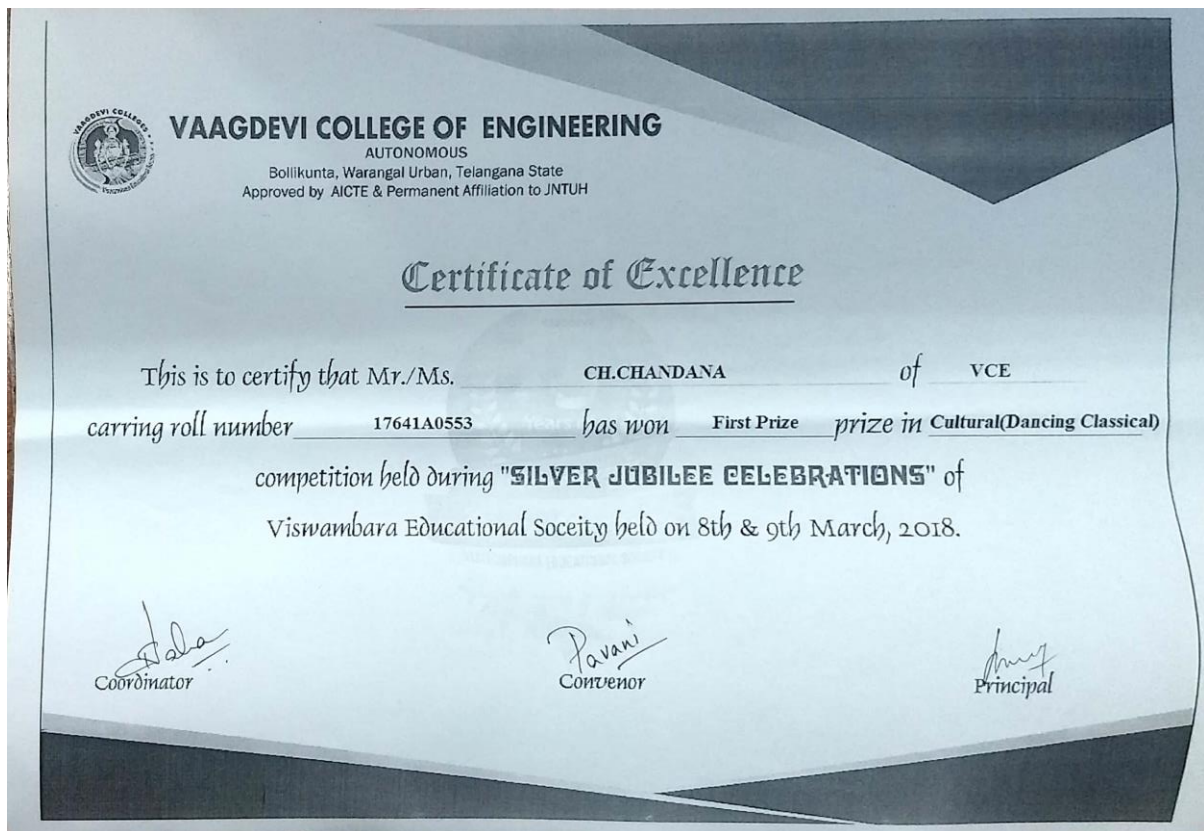 VAAGDEVI COLLEGES
VAAGDEVI COLLEGE OF ENGINEERING
AUTONOMOUS
Bollikunta, Warangal Urban, Telangana State
Approved by AICTE & Permanent Affiliation to JNTUH
Certificate of Excellence
This is to certify that Mr./Ms. CH.CHANDANA of VCE
carring roll number 17641A0553 has won First Prize prize in Cultural(Dancing Classical)
competition held during "SILVER JUBILEE CELEBRATIONS" of
Viswambara Educational Soceity held on 8th & 9th March, 2018.
Pavani
Coordinator Convenor Principal